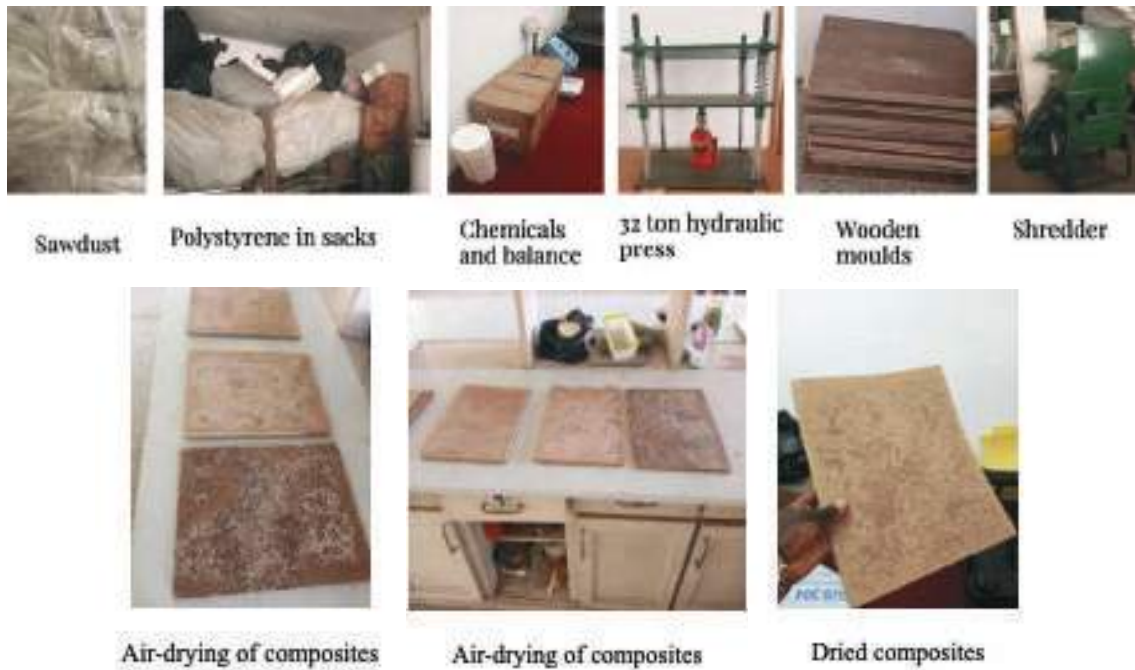 Sawdust
Polystyrene in sacks
Chemicals
and balance
32 ton hydraulic
press
Wooden
moulds
Shredder
Air-drying of composites
Air-drying of composites
Dried composites